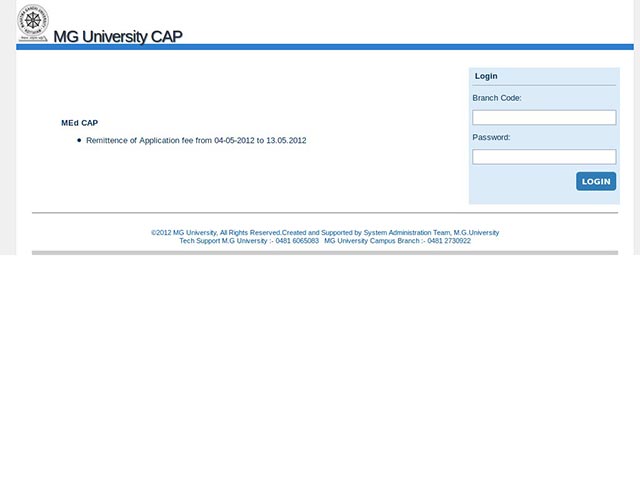 MG University CAP
Login
Branch Code:
MEd CAP
Remittence of Application fee from 04-05-2012 to 13.05.2012
Password:
LOGIN
©2012 MG University, All Rights Reserved.Created and Supported by System Administration Team, M.G.University
Tech Support M.G University :- 0481 6065083 MG University Campus Branch :- 0481 2730922